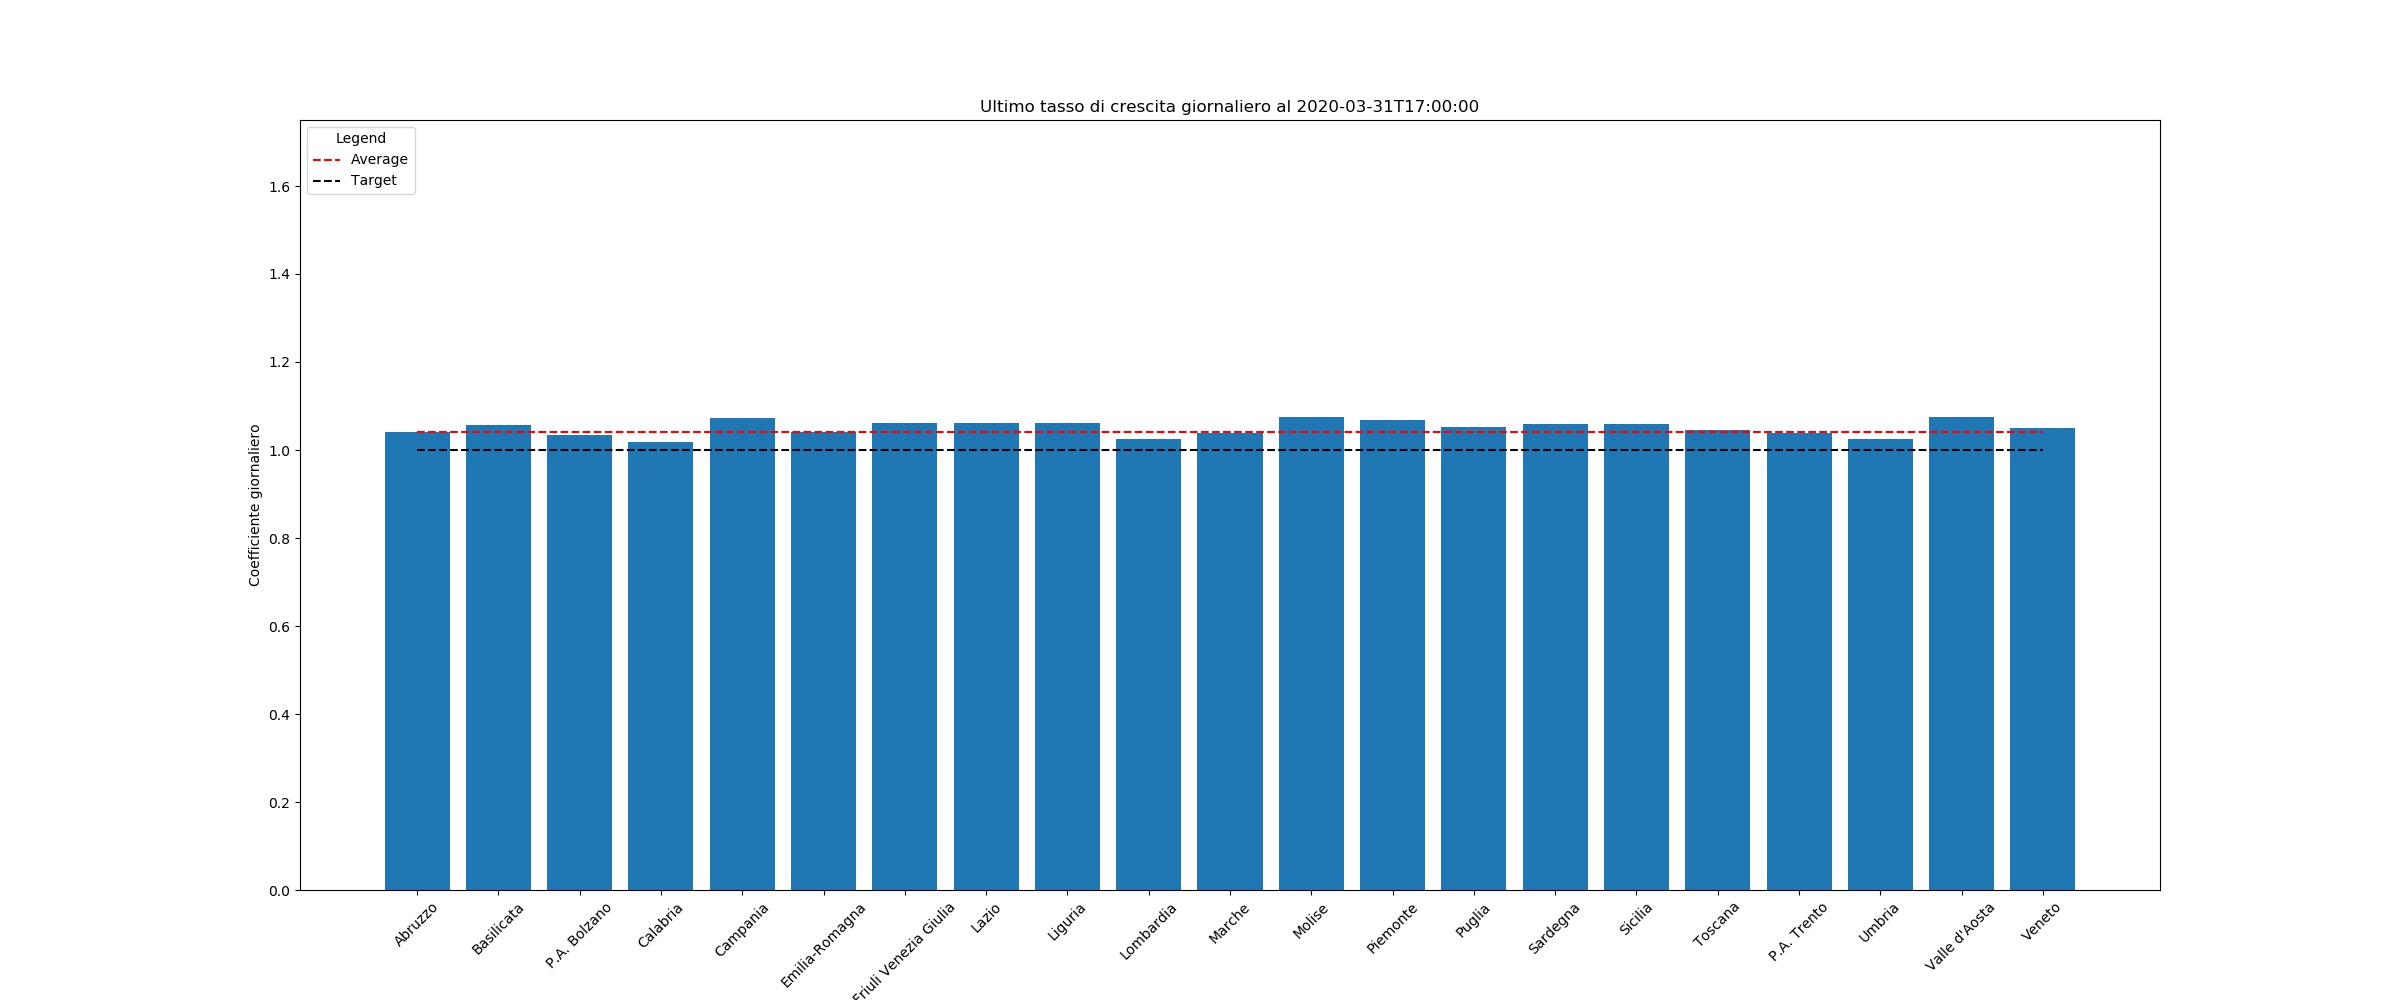 Ultimo tasso di crescita giornaliero al 2020-03-31T17:00:00
Legend
Average
Target
Coefficiente giornaliero
1.6
1.4
1.2
1.0
0.8
0.6
0.4
0.2
0.0
Abruzzo
Basilicata
P.A. Bolzano
Calabria
Campania
Emilia-Romagna
Friuli Venezia Giulia
Lazio
Liguria
Lombardia
Marche
Molise
Piemonte
Puglia
Sardegna
Sicilia
Toscana
P.A. Trento
Umbria
Valle d'Aosta
Veneto